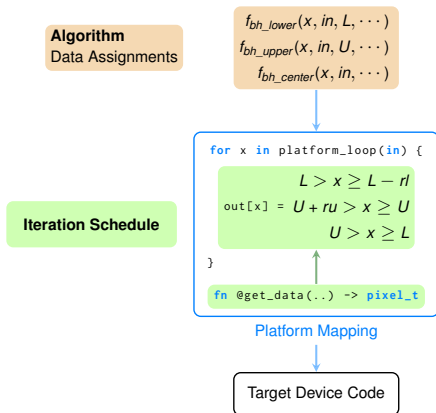 Algorithm
Data Assignments
f_bh_lower(x, in, L, ···)
f_bh_upper(x, in, U, ···)
f_bh_center(x, in, ···)
for x in platform_loop(in) {
L > x ≥ L − rl
out[x] = U + ru > x ≥ U
U > x ≥ L
}
Iteration Schedule
fn @get_data(..) -> pixel_t
Platform Mapping
Target Device Code